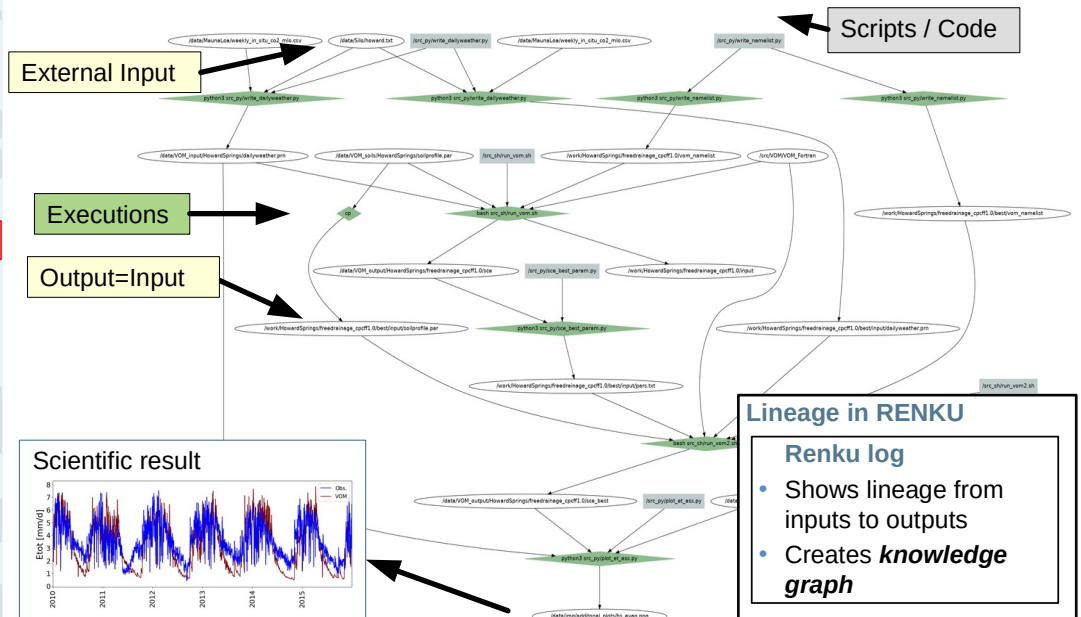 Scripts / Code
/data/MaunaLoa/weekly_in_situ_co2_mlo.csv
/data/Silo/howard.txt
/src_py/write_dailyweather.py
/data/MaunaLoa/weekly_in_situ_co2_mlo.csv
/src_py/write_namelist.py
External Input
python3 src_py/write_dailyweather.py
python3 src_py/write_dailyweather.py
python3 src_py/write_namelist.py
python3 src_py/write_namelist.py
/data/VOM_input/HowardSprings/dailyweather.prn
/data/VOM_soils/HowardSprings/soilprofile.par
/src_sh/run_vom.sh
/work/HowardSprings/freedrainage_cpcff1.0/vom_namelist
/src/VOM/VOM_Fortran
Executions
cp
bash src_sh/run_vom.sh
/work/HowardSprings/freedrainage_cpcff1.0/best/vom_namelist
Output=Input
/data/VOM_output/HowardSprings/freedrainage_cpcff1.0/sce
/src_py/sce_best_param.py
/work/HowardSprings/freedrainage_cpcff1.0/input
/work/HowardSprings/freedrainage_cpcff1.0/best/input/soilprofile.par
python3 src_py/sce_best_param.py
/work/HowardSprings/freedrainage_cpcff1.0/best/input/dailyweather.prn
/work/HowardSprings/freedrainage_cpcff1.0/best/input/pars.txt
/src_sh/run_vom2.sh
bash src_sh/run_vom2.sh
/data/VOM_output/HowardSprings/freedrainage_cpcff1.0/sce_best
/src_py/plot_et_ass.py
/data
python3 src_py/plot_et_ass.py
Scientific result
Obs.
VOM
Etot [mm/d]
8
7
6
5
4
3
2
1
0
2010
2011
2012
2013
2014
2015
Lineage in RENKU
Renku log
• Shows lineage from
inputs to outputs
• Creates knowledge
graph